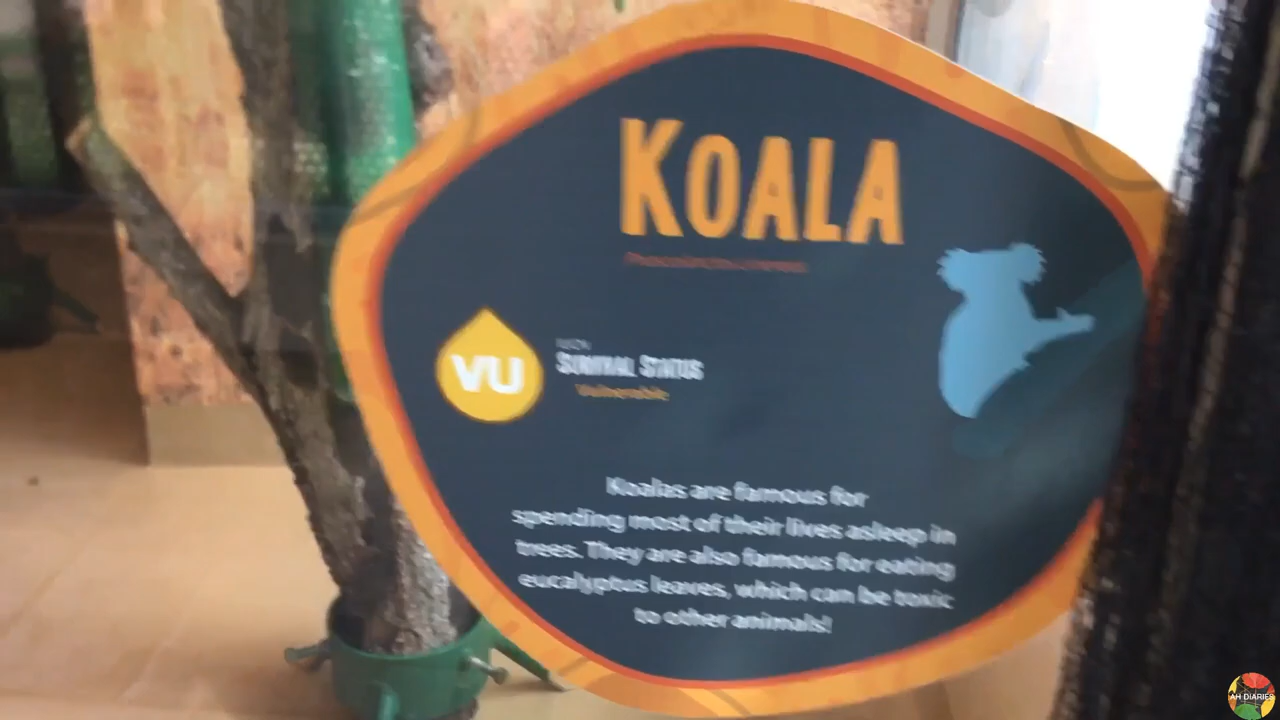 KOALA
VU
SURVIVAL STATUS
Vulnerable
Koalas are famous for
spending most of their lives asleep in
trees. They are also famous for eating
eucalyptus leaves, which can be toxic
to other animals!
AH DIARIES